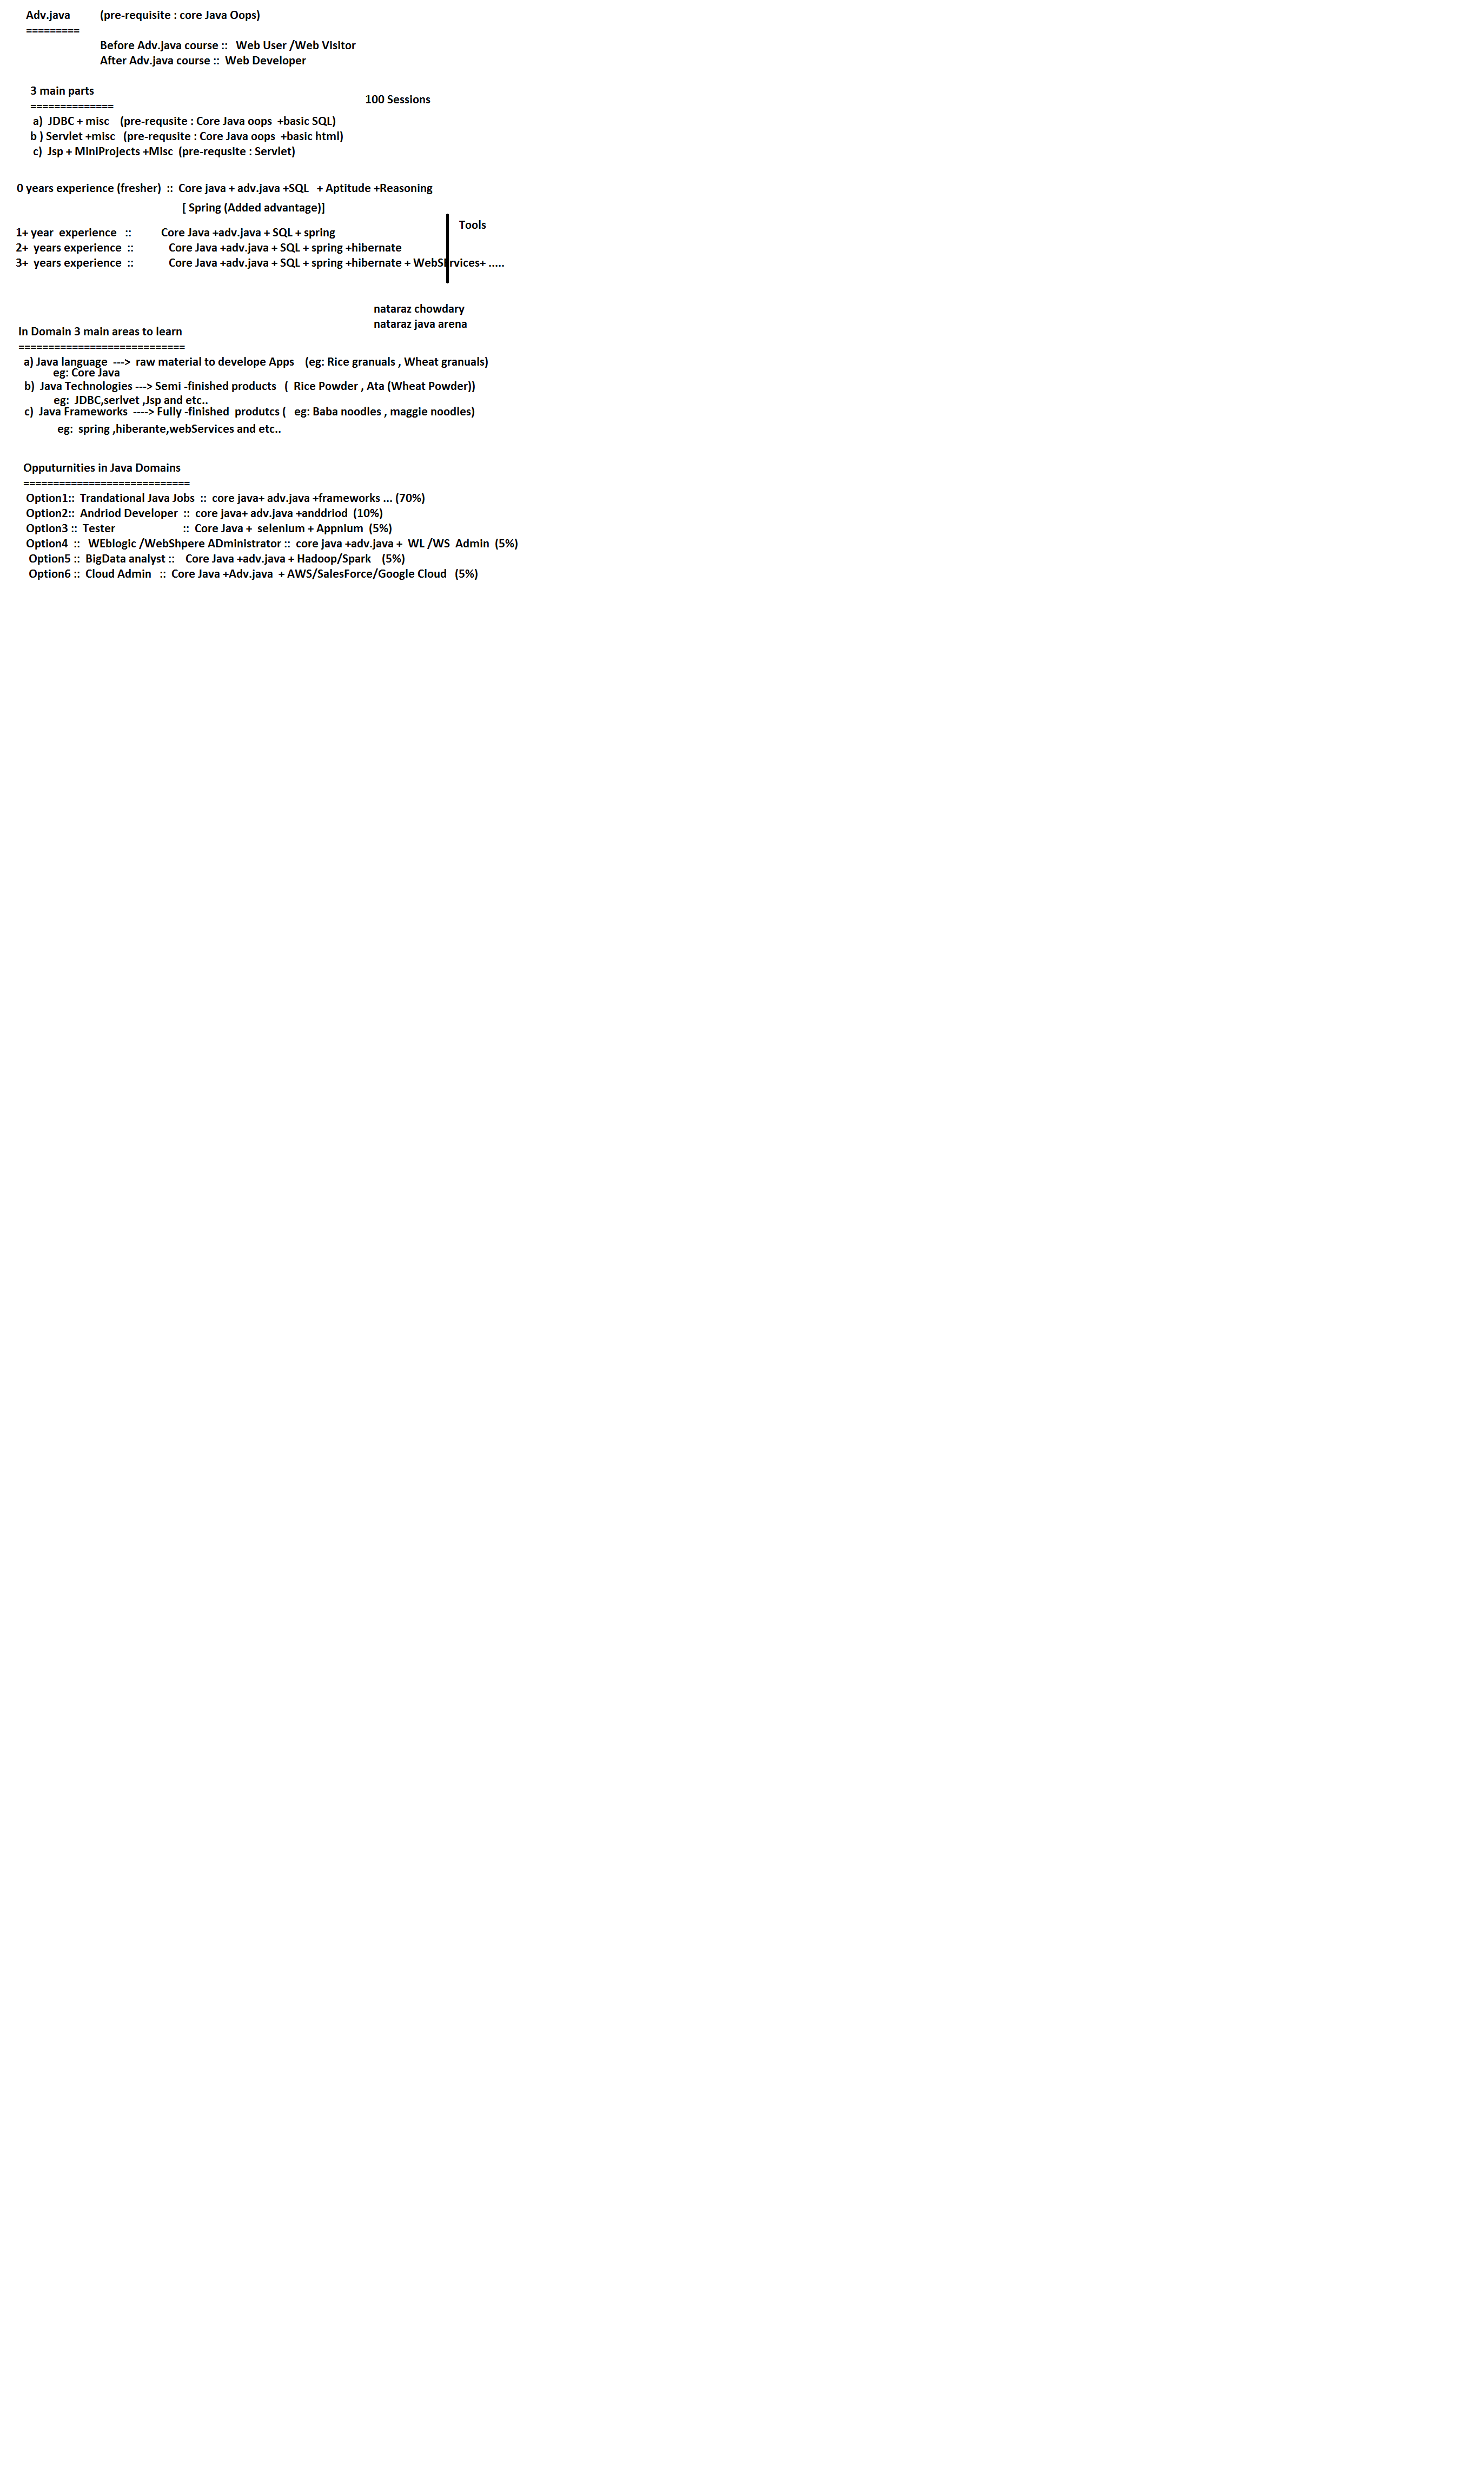 Adv.java (pre-requisite : core Java Oops)
=========
Before Adv.java course :: Web User /Web Visitor
After Adv.java course :: Web Developer
3 main parts
==============
100 Sessions
a) JDBC + misc (pre-requsite : Core Java oops +basic SQL)
b ) Servlet +misc (pre-requsite : Core Java oops +basic html)
c) Jsp + MiniProjects +Misc (pre-requsite : Servlet)
0 years experience (fresher) :: Core java + adv.java +SQL + Aptitude +Reasoning
[ Spring (Added advantage)]
Tools
1+ year experience :: Core Java +adv.java + SQL + spring
2+ years experience :: Core Java +adv.java + SQL + spring +hibernate
3+ years experience :: Core Java +adv.java + SQL + spring +hibernate + WebSErvices+ .....
nataraz chowdary
nataraz java arena
In Domain 3 main areas to learn
============================
a) Java language ---> raw material to develope Apps (eg: Rice granuals , Wheat granuals)
eg: Core Java
b) Java Technologies ---> Semi -finished products ( Rice Powder , Ata (Wheat Powder))
eg: JDBC,serlvet ,Jsp and etc..
c) Java Frameworks ----> Fully -finished produtcs ( eg: Baba noodles , maggie noodles)
eg: spring ,hiberante,webServices and etc..
Opputurnities in Java Domains
============================
Option1:: Trandational Java Jobs :: core java+ adv.java +frameworks ... (70%)
Option2:: Andriod Developer :: core java+ adv.java +anddriod (10%)
Option3 :: Tester :: Core Java + selenium + Appnium (5%)
Option4 :: WEblogic /WebShpere ADministrator :: core java +adv.java + WL /WS Admin (5%)
Option5 :: BigData analyst :: Core Java +adv.java + Hadoop/Spark (5%)
Option6 :: Cloud Admin :: Core Java +Adv.java + AWS/SalesForce/Google Cloud (5%)